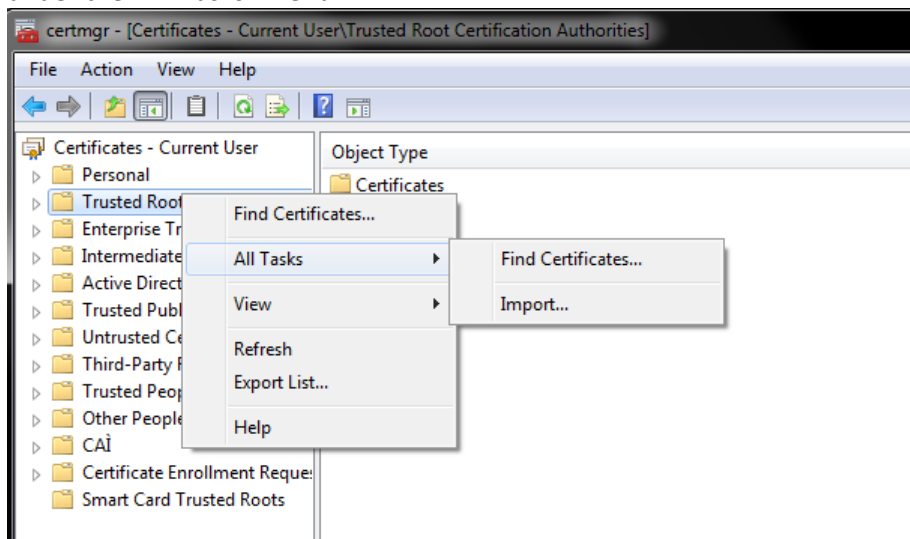 certmgr - [Certificates - Current User\Trusted Root Certification Authorities]
File Action View Help
Certificates - Current User
Personal
Trusted Root
Enterprise Tr
Intermediate
Active Direct
Trusted Publ
Untrusted Ce
Third-Party
Trusted Peop
Other People
CAÌ
Certificate Enrollment Reque
Smart Card Trusted Roots
Object Type
Certificates
Find Certificates...
All Tasks
View
Refresh
Export List...
Help
Find Certificates...
Import...